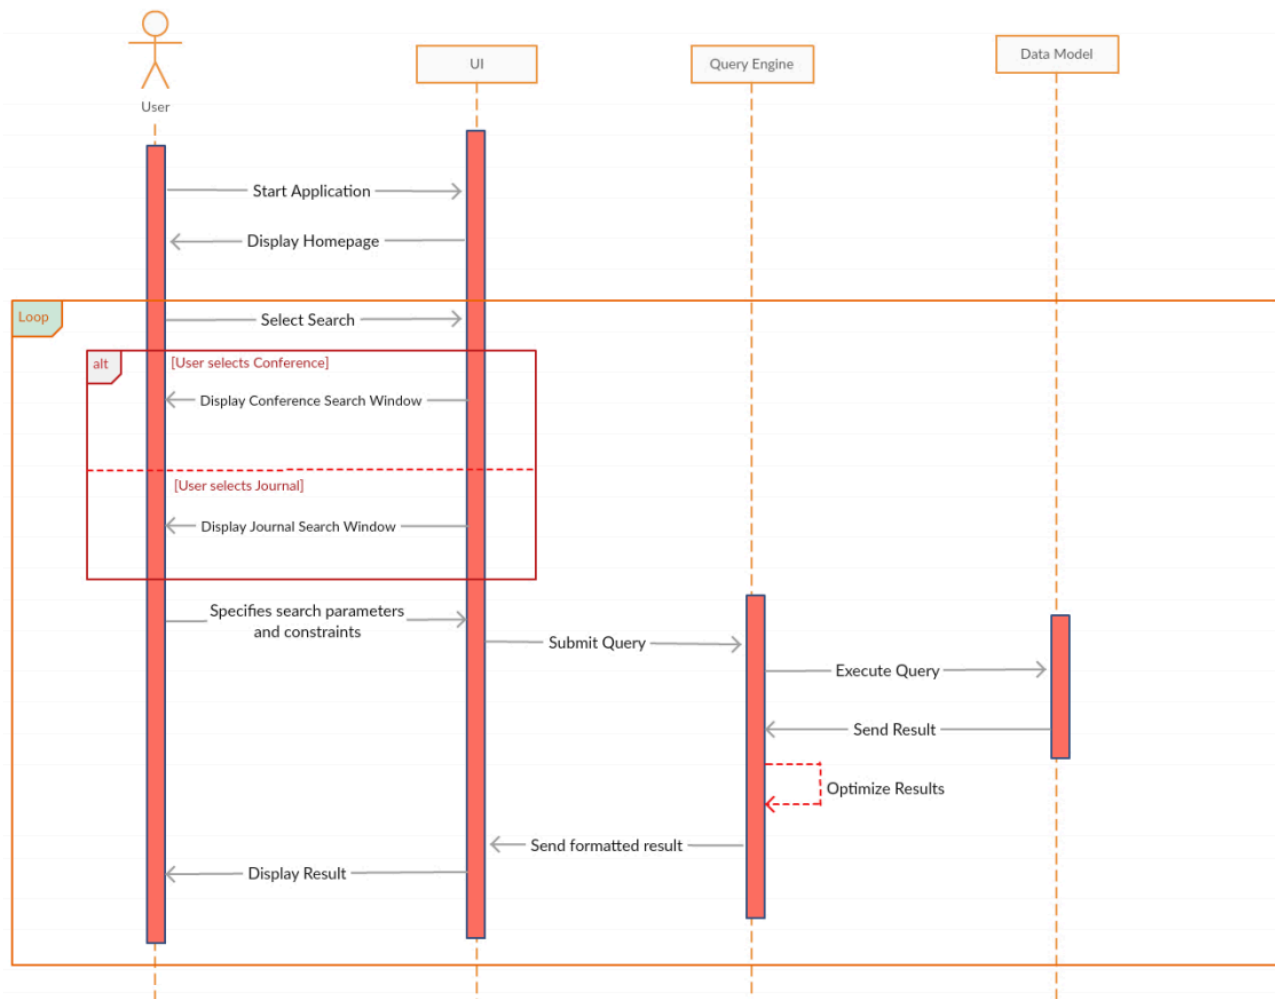 User
UI
Query Engine
Data Model
Start Application
Display Homepage
Loop
Select Search
alt
[User selects Conference]
Display Conference Search Window
[User selects Journal]
Display Journal Search Window
Specifies search parameters
and constraints
Submit Query
Execute Query
Send Result
Optimize Results
Send formatted result
Display Result